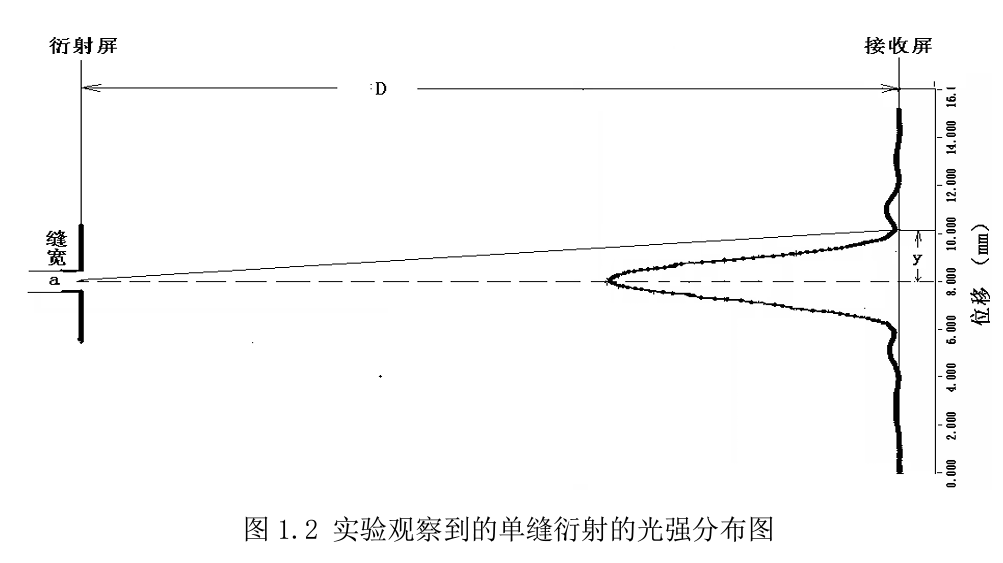 衍射屏
接收屏
D
缝宽
a
y
16.1
14.000
12.000
10.000
8.000
6.000
4.000
2.000
0.000
位移 (mm)
图 1.2 实验观察到的单缝衍射的光强分布图